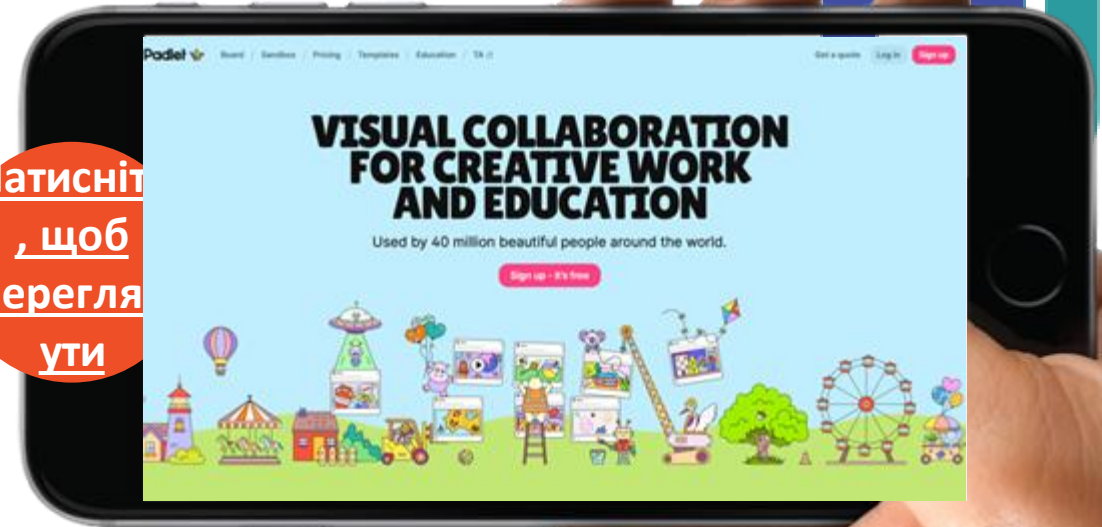 Padlet
Board / Sandbox / Pricing / Templates / Education / TA
Get a quote
Log in
Sign up
VISUAL COLLABORATION
FOR CREATIVE WORK
AND EDUCATION
Used by 40 million beautiful people around the world.
Sign up - it's free
атисніт
, щоб
ерегля
ути